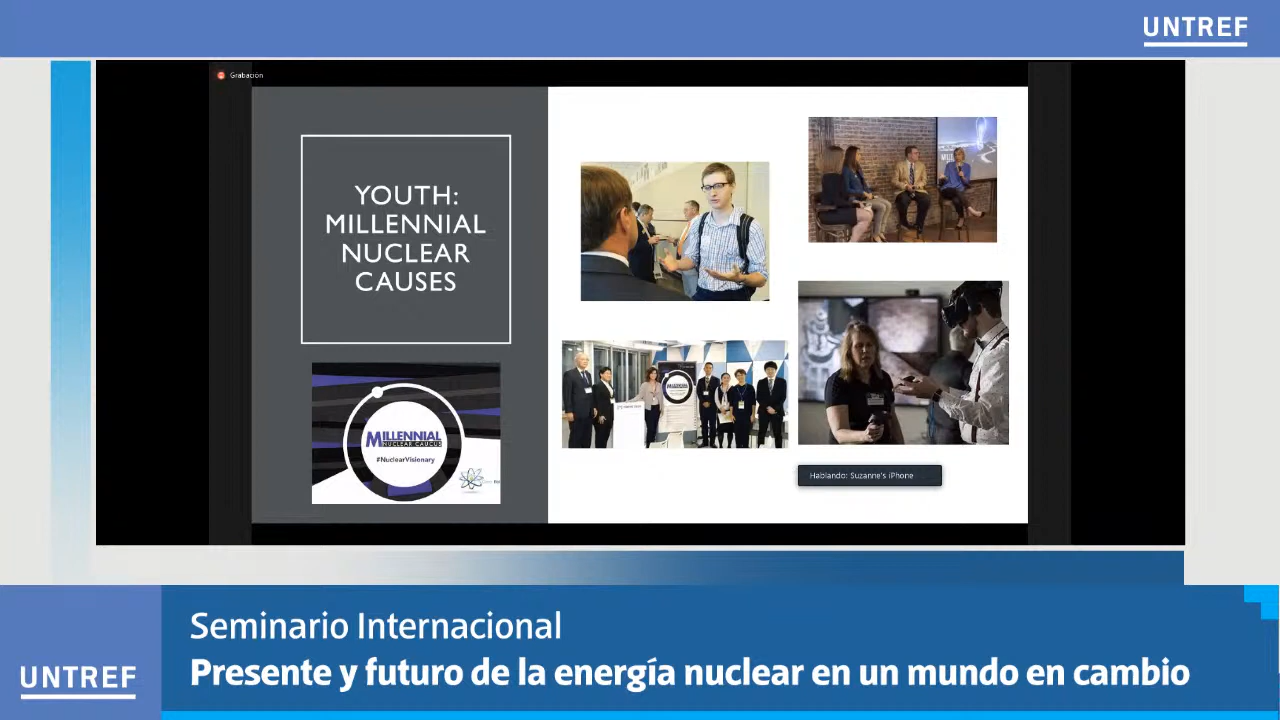 UNTREF
Grabación
YOUTH:
MILLENNIAL
NUCLEAR
CAUSES
MILLENNIAL
NUCLEAR CAUCUS
#NuclearVisionary
Hablando: Suzanne's iPhone
Seminario Internacional
UNTREF
Presente y futuro de la energía nuclear en un mundo en cambio